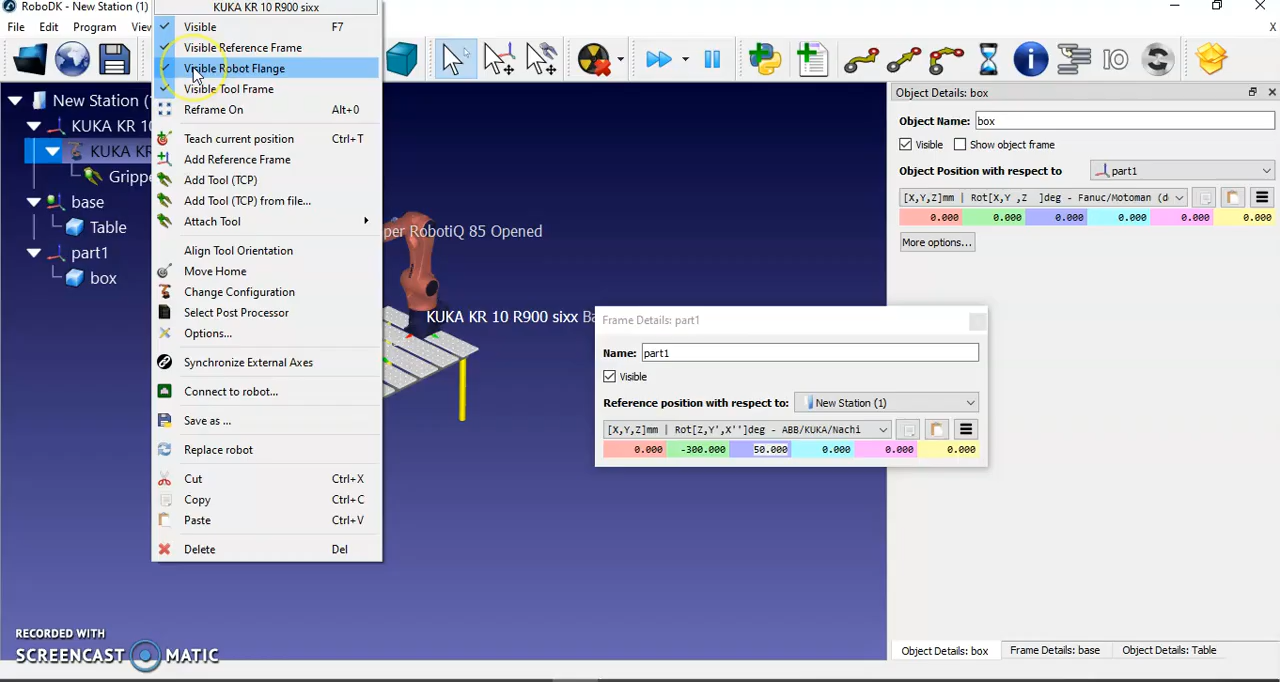 RoboDK - New Station (1)
File Edit Program
KUKA KR 10 R900 sixx
Visible F7
Visible Reference Frame
Visible Robot Flange
Visible Tool Frame
Reframe On Alt+0
Teach current position Ctrl+T
Add Reference Frame
Add Tool (TCP)
Add Tool (TCP) from file...
Attach Tool
Align Tool Orientation
Move Home
Change Configuration
Select Post Processor
Options...
Synchronize External Axes
Connect to robot...
Save as ...
Replace robot
Cut Ctrl+X
Copy Ctrl+C
Paste Ctrl+V
Delete Del
New Station (
KUKA KR 10
KUKA KR
Gripp
base
Table
part1
box
per RobotiQ 85 Opened
KUKA KR 10 R900 sixx Ba
IO
Frame Details: part1
Name: part1
Visible
Reference position with respect to: New Station (1)
[X,Y,Z]mm | Rot[Z,Y',X'']deg - ABB/KUKA/Nachi
0.000 -300.000 50.000 0.000 0.000 0.000
Object Details: box
Object Name: box
Visible Show object frame
Object Position with respect to part1
[X,Y,Z]mm | Rot[X,Y ,Z ]deg - Fanuc/Motoman (d
0.000 0.000 0.000 0.000 0.000 0.000
More options...
Object Details: box Frame Details: base Object Details: Table
RECORDED WITH
SCREENCAST MATIC